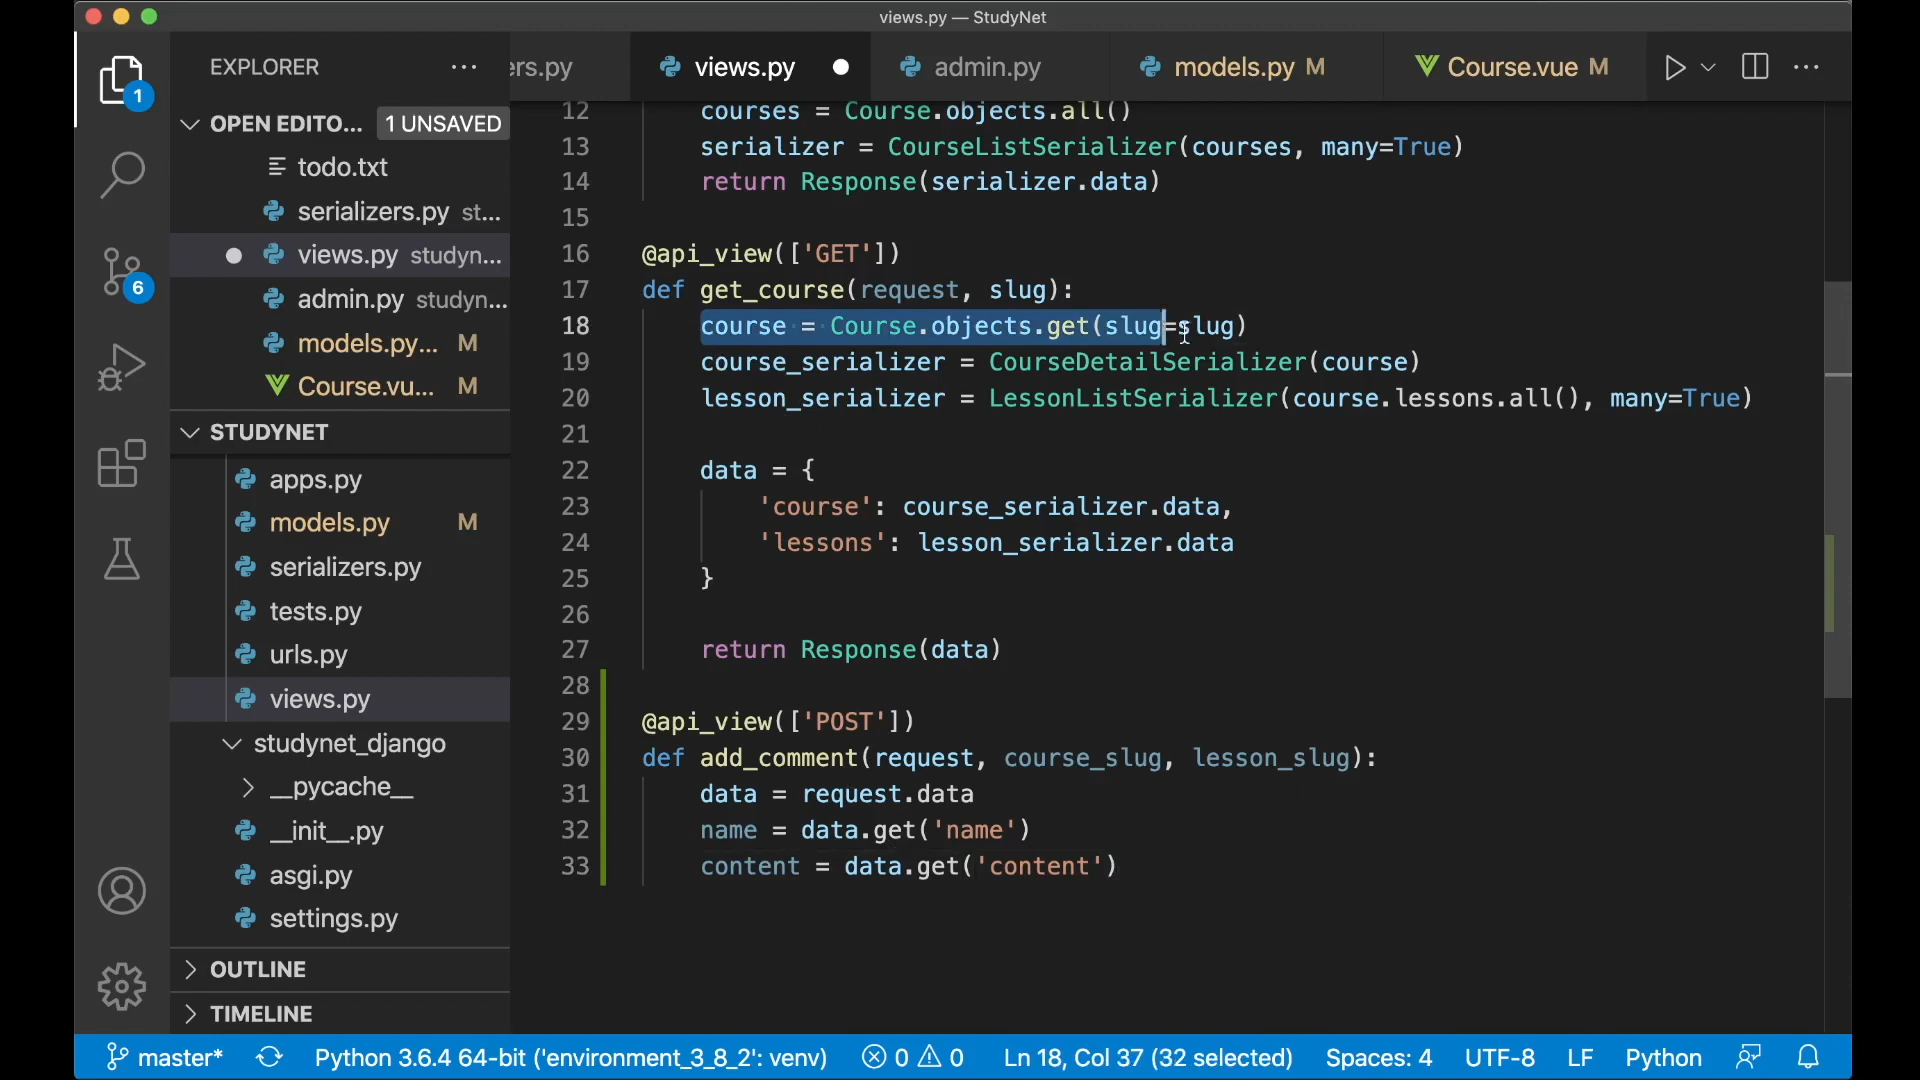 views.py — StudyNet
EXPLORER
ers.py
views.py
admin.py
models.py M
Course.vue M
1
OPEN EDITO... 1 UNSAVED
todo.txt
serializers.py st...
views.py studyn...
admin.py studyn...
models.py... M
Course.vu... M
6
STUDYNET
apps.py
models.py M
serializers.py
tests.py
urls.py
views.py
studynet_django
__pycache__
__init__.py
asgi.py
settings.py
OUTLINE
TIMELINE
12 courses = Course.objects.all()
13 serializer = CourseListSerializer(courses, many=True)
14 return Response(serializer.data)
15
16 @api_view(['GET'])
17 def get_course(request, slug):
18 course = Course.objects.get(slug=slug)
19 course_serializer = CourseDetailSerializer(course)
20 lesson_serializer = LessonListSerializer(course.lessons.all(), many=True)
21
22 data = {
23 'course': course_serializer.data,
24 'lessons': lesson_serializer.data
25 }
26
27 return Response(data)
28
29 @api_view(['POST'])
30 def add_comment(request, course_slug, lesson_slug):
31 data = request.data
32 name = data.get('name')
33 content = data.get('content')
master* Python 3.6.4 64-bit ('environment_3_8_2': venv) 0 0 Ln 18, Col 37 (32 selected) Spaces: 4 UTF-8 LF Python